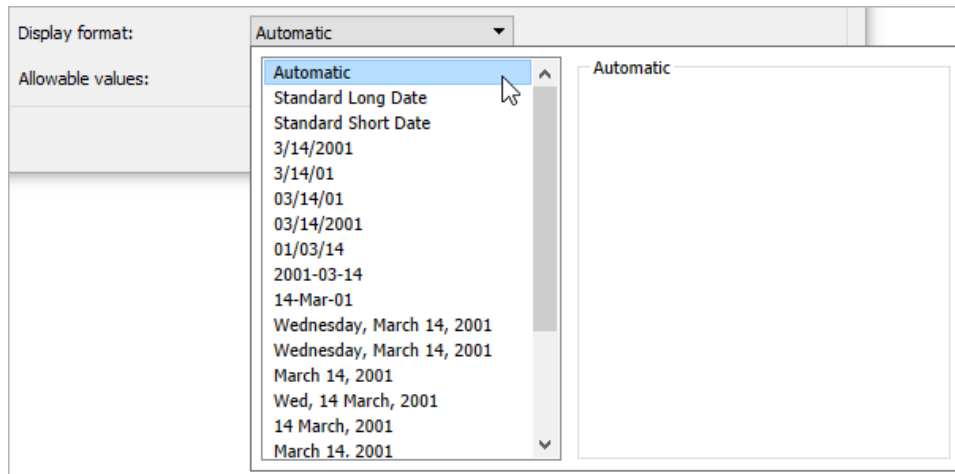 Display format:
Automatic
Allowable values:
Automatic
Standard Long Date
Standard Short Date
3/14/2001
3/14/01
03/14/01
03/14/2001
01/03/14
2001-03-14
14-Mar-01
Wednesday, March 14, 2001
Wednesday, March 14, 2001
March 14, 2001
Wed, 14 March, 2001
14 March, 2001
March 14, 2001
Automatic